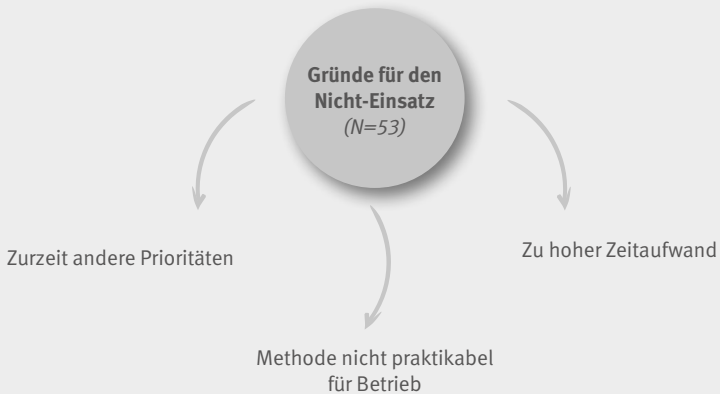 Gründe für den
Nicht-Einsatz
(N=53)
Zurzeit andere Prioritäten
Zu hoher Zeitaufwand
Methode nicht praktikabel
für Betrieb